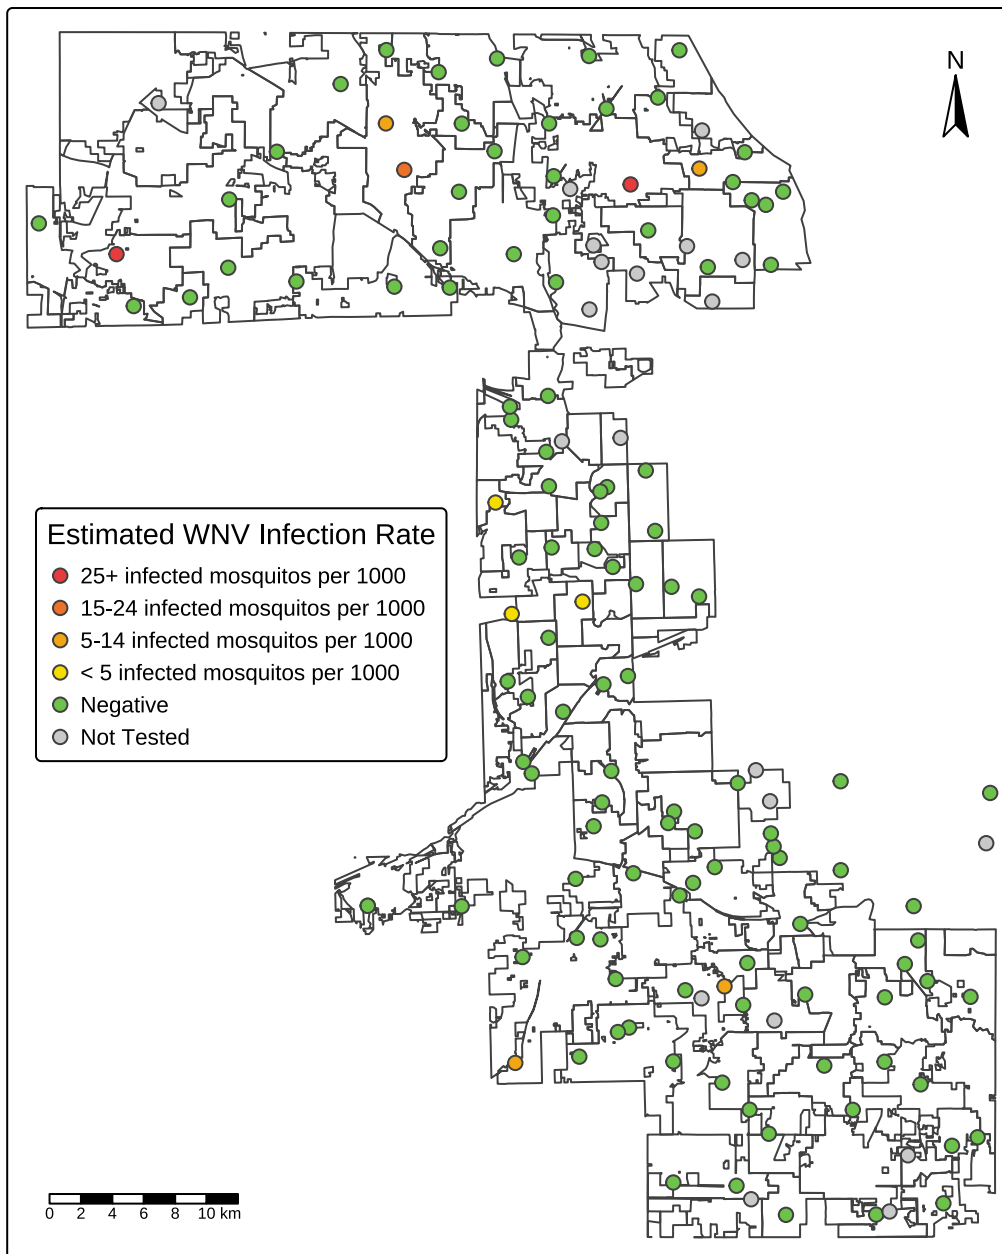 N
Estimated WNV Infection Rate
25+ infected mosquitos per 1000
15-24 infected mosquitos per 1000
5-14 infected mosquitos per 1000
< 5 infected mosquitos per 1000
Negative
Not Tested
0 2 4 6 8 10 km